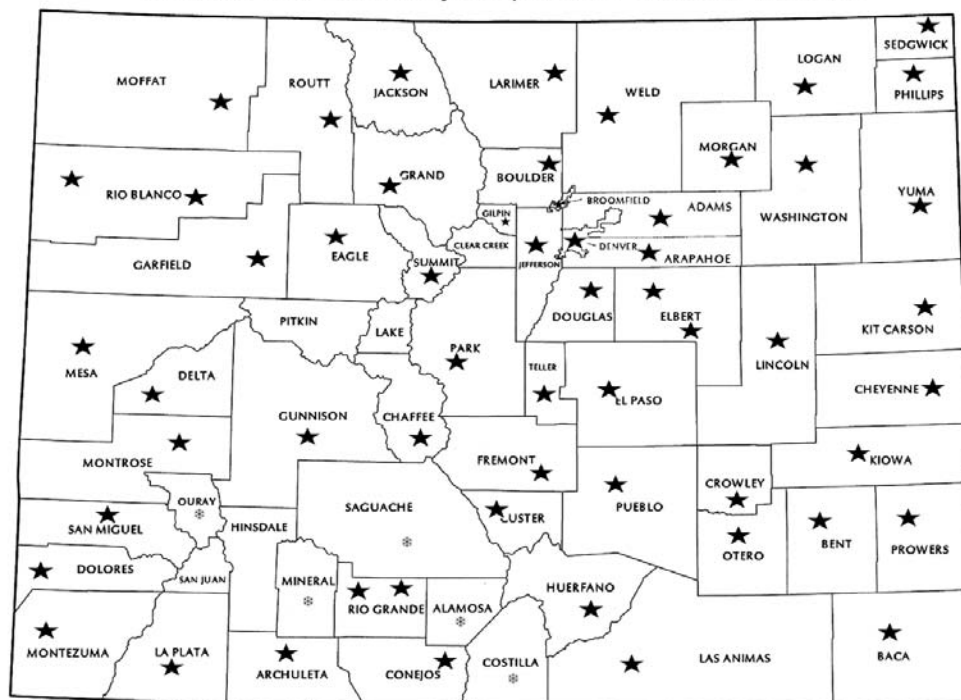 SEDGWICK
LOGAN
MOFFAT
ROUTT
JACKSON
LARIMER
WELD
PHILLIPS
MORGAN
GRAND
BOULDER
RIO BLANCO
YUMA
BROOMFIELD
ADAMS
WASHINGTON
GILPIN
CLEAR CREEK
DENVER
EAGLE
GARFIELD
SUMMIT
JEFFERSON
ARAPAHOE
PITKIN
DOUGLAS
ELBERT
KIT CARSON
LAKE
PARK
MESA
DELTA
TELLER
LINCOLN
CHEYENNE
EL PASO
GUNNISON
CHAFFEE
MONTROSE
FREMONT
KIOWA
CROWLEY
OURAY
SAGUACHE
PUEBLO
CUSTER
SAN MIGUEL
HINSDALE
OTERO
BENT
PROWERS
DOLORES
SAN JUAN
MINERAL
HUERFANO
RIO GRANDE
ALAMOSA
MONTEZUMA
LA PLATA
ARCHULETA
CONEJOS
COSTILLA
LAS ANIMAS
BACA